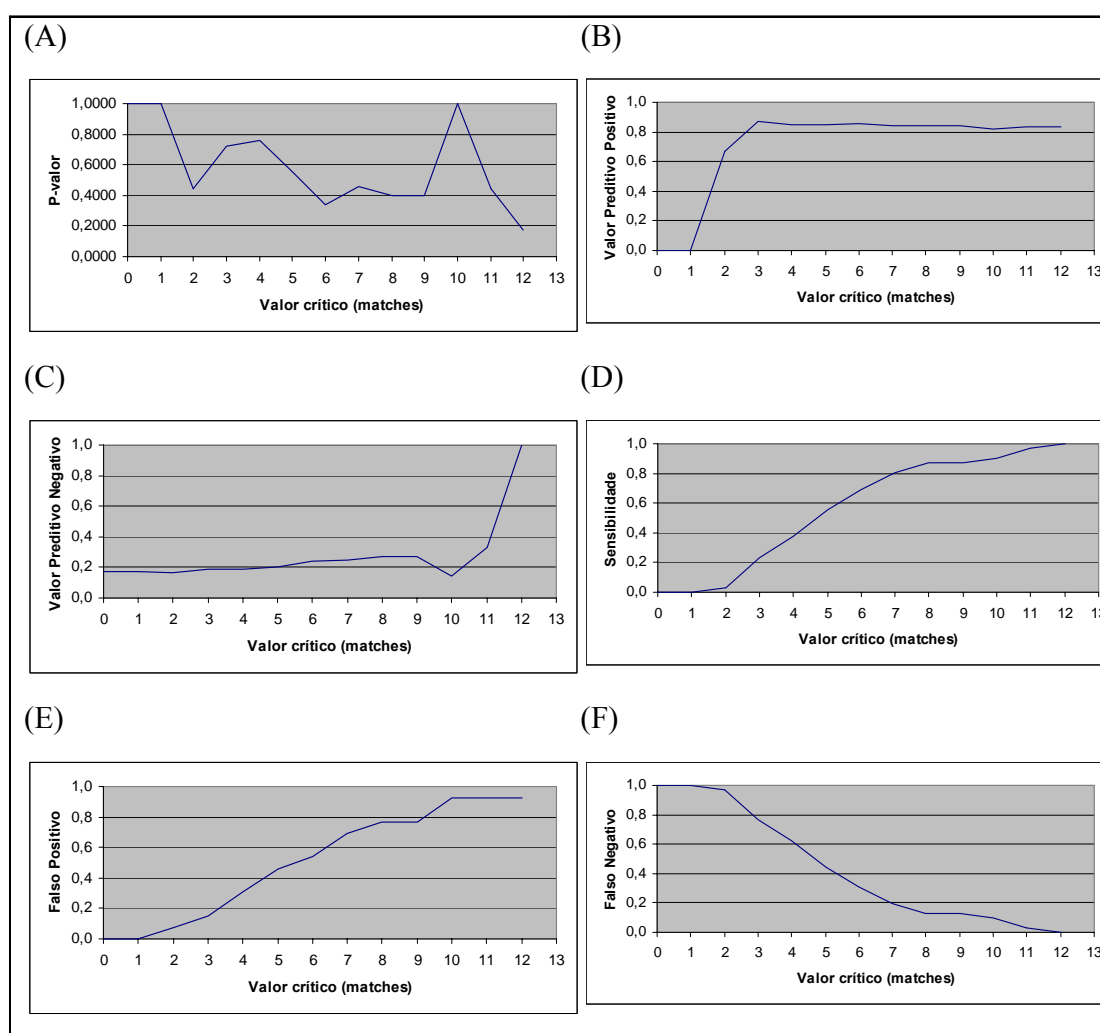 (A)
P-valor
1,0000
0,8000
0,6000
0,4000
0,2000
0,0000
0 1 2 3 4 5 6 7 8 9 10 11 12 13
Valor crítico (matches)
(B)
Valor Preditivo Positivo
1,0
0,8
0,6
0,4
0,2
0,0
0 1 2 3 4 5 6 7 8 9 10 11 12 13
Valor crítico (matches)
(C)
Valor Preditivo Negativo
1,0
0,8
0,6
0,4
0,2
0,0
0 1 2 3 4 5 6 7 8 9 10 11 12 13
Valor crítico (matches)
(D)
Sensibilidade
1,0
0,8
0,6
0,4
0,2
0,0
0 1 2 3 4 5 6 7 8 9 10 11 12 13
Valor crítico (matches)
(E)
Falso Positivo
1,0
0,8
0,6
0,4
0,2
0,0
0 1 2 3 4 5 6 7 8 9 10 11 12 13
Valor crítico (matches)
(F)
Falso Negativo
1,0
0,8
0,6
0,4
0,2
0,0
0 1 2 3 4 5 6 7 8 9 10 11 12 13
Valor crítico (matches)